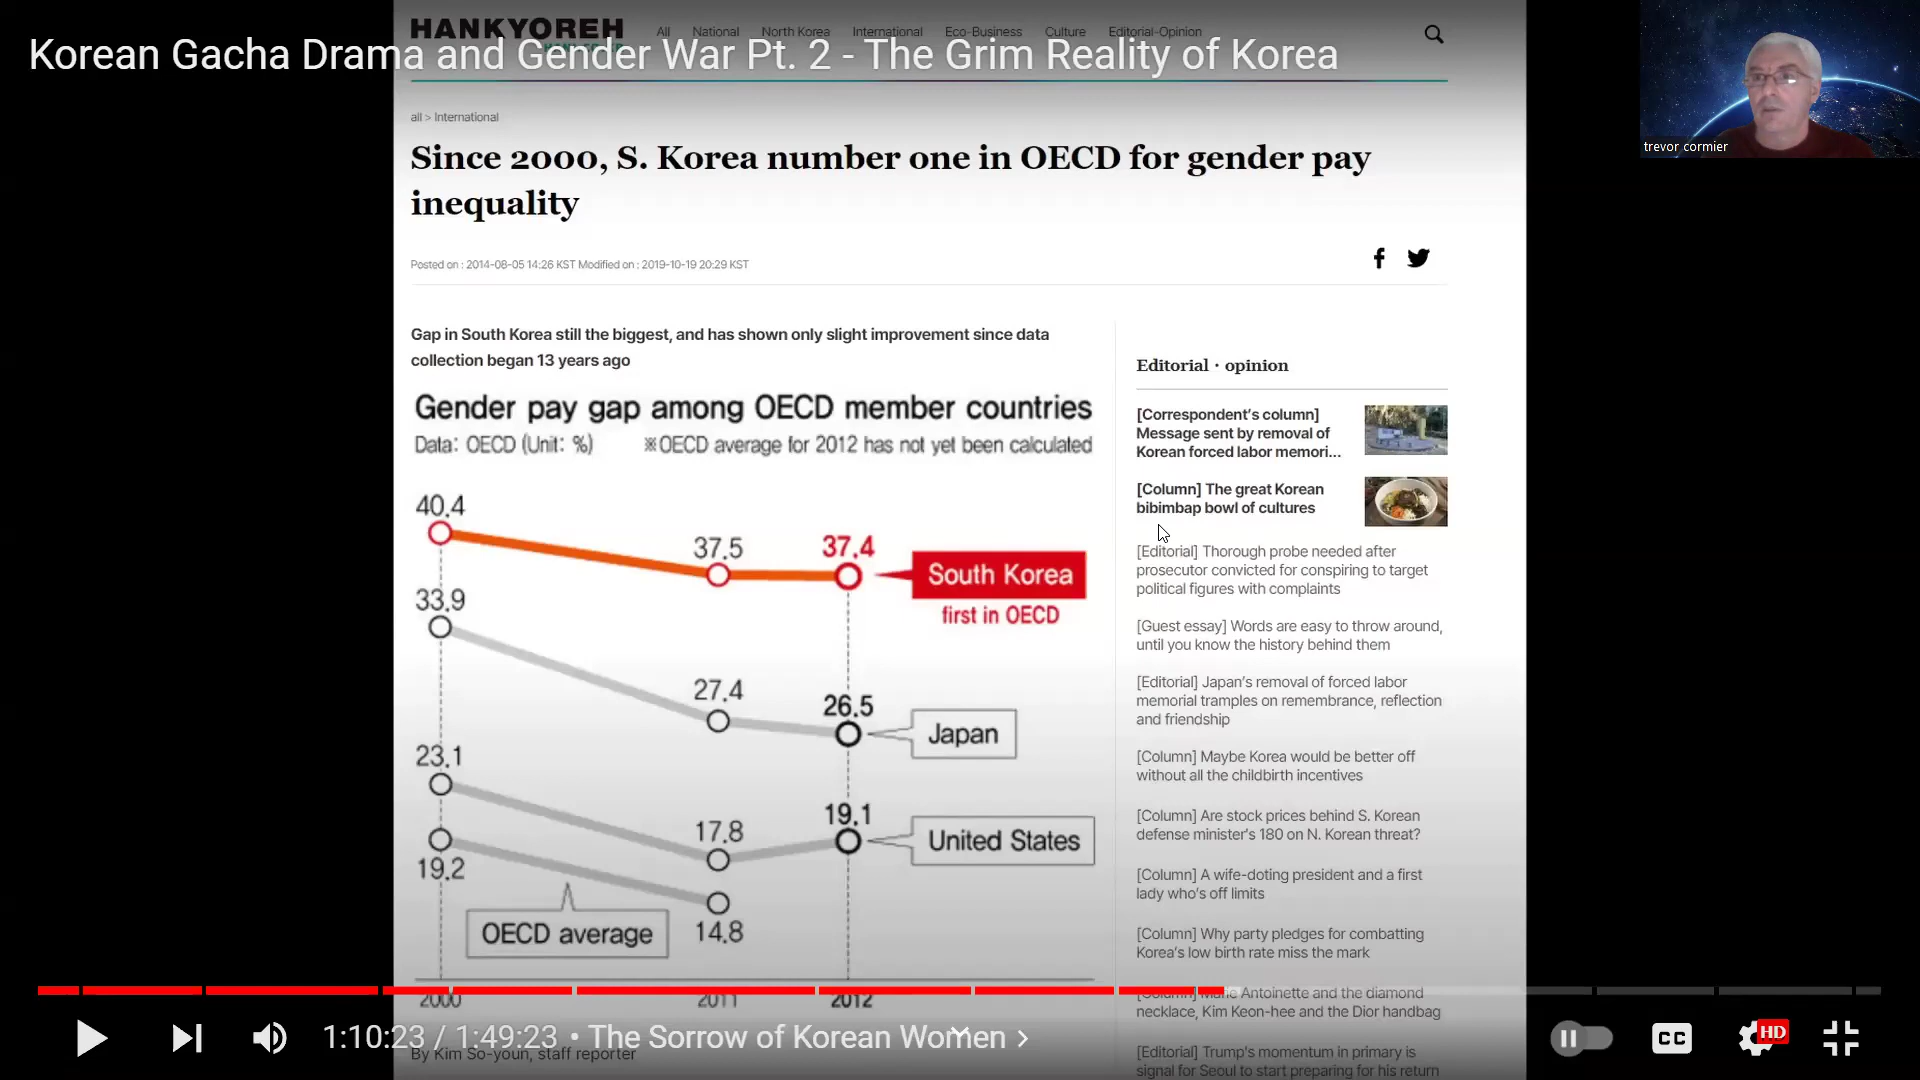 HANKYOREH
All National North Korea International Eco-Business Culture Editorial-Opinion
Korean Gacha Drama and Gender War Pt. 2 - The Grim Reality of Korea
trevor cormier
all > International
Since 2000, S. Korea number one in OECD for gender pay
inequality
Posted on : 2014-08-05 14:26 KST Modified on : 2019-10-19 20:29 KST
Gap in South Korea still the biggest, and has shown only slight improvement since data
collection began 13 years ago
Gender pay gap among OECD member countries
Data: OECD (Unit: %) ※OECD average for 2012 has not yet been calculated
40.4
37.5
37.4
South Korea
first in OECD
33.9
27.4
26.5
Japan
23.1
17.8
19.1
United States
19.2
OECD average
14.8
2000 2011 2012
By Kim So-youn, staff reporter
Editorial · opinion
[Correspondent's column]
Message sent by removal of
Korean forced labor memori...
[Column] The great Korean
bibimbap bowl of cultures
[Editorial] Thorough probe needed after
prosecutor convicted for conspiring to target
political figures with complaints
[Guest essay] Words are easy to throw around,
until you know the history behind them
[Editorial] Japan's removal of forced labor
memorial tramples on remembrance, reflection
and friendship
[Column] Maybe Korea would be better off
without all the childbirth incentives
[Column] Are stock prices behind S. Korean
defense minister's 180 on N. Korean threat?
[Column] A wife-doting president and a first
lady who's off limits
[Column] Why party pledges for combatting
Korea's low birth rate miss the mark
[Column] Marie Antoinette and the diamond
necklace, Kim Keon-hee and the Dior handbag
[Editorial] Trump's momentum in primary is
signal for Seoul to start preparing for his return
1:10:23 / 1:49:23 • The Sorrow of Korean Women >
CC
HD